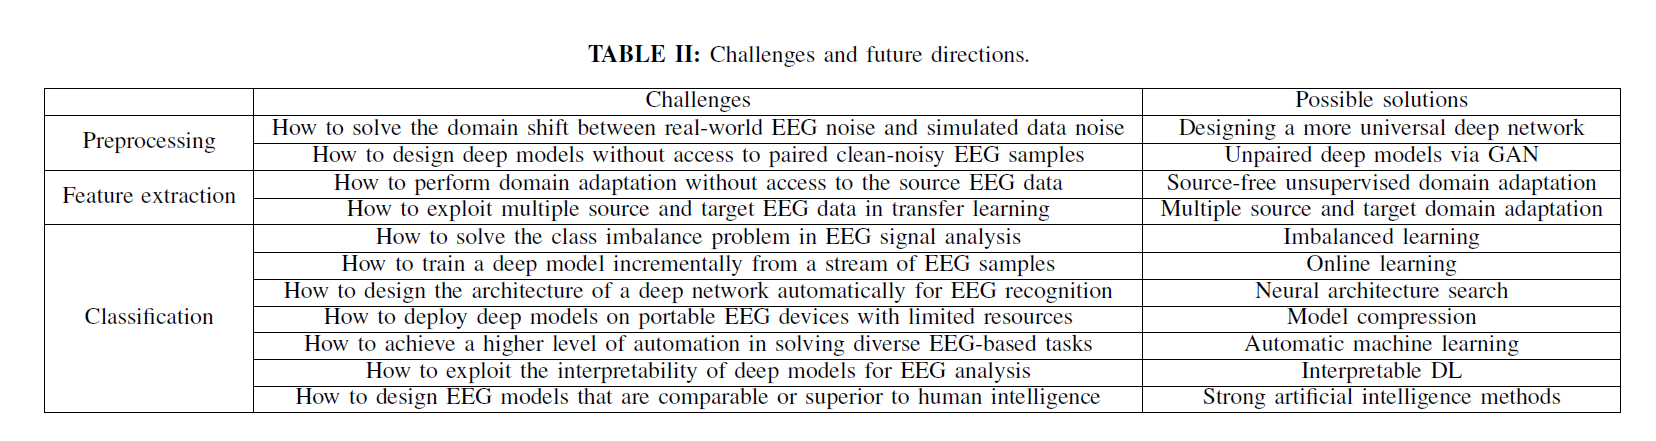 TABLE II: Challenges and future directions.
Challenges Possible solutions
Preprocessing
How to solve the domain shift between real-world EEG noise and simulated data noise Designing a more universal deep network
How to design deep models without access to paired clean-noisy EEG samples Unpaired deep models via GAN
Feature extraction
How to perform domain adaptation without access to the source EEG data Source-free unsupervised domain adaptation
How to exploit multiple source and target EEG data in transfer learning Multiple source and target domain adaptation
Classification
How to solve the class imbalance problem in EEG signal analysis Imbalanced learning
How to train a deep model incrementally from a stream of EEG samples Online learning
How to design the architecture of a deep network automatically for EEG recognition Neural architecture search
How to deploy deep models on portable EEG devices with limited resources Model compression
How to achieve a higher level of automation in solving diverse EEG-based tasks Automatic machine learning
How to exploit the interpretability of deep models for EEG analysis Interpretable DL
How to design EEG models that are comparable or superior to human intelligence Strong artificial intelligence methods